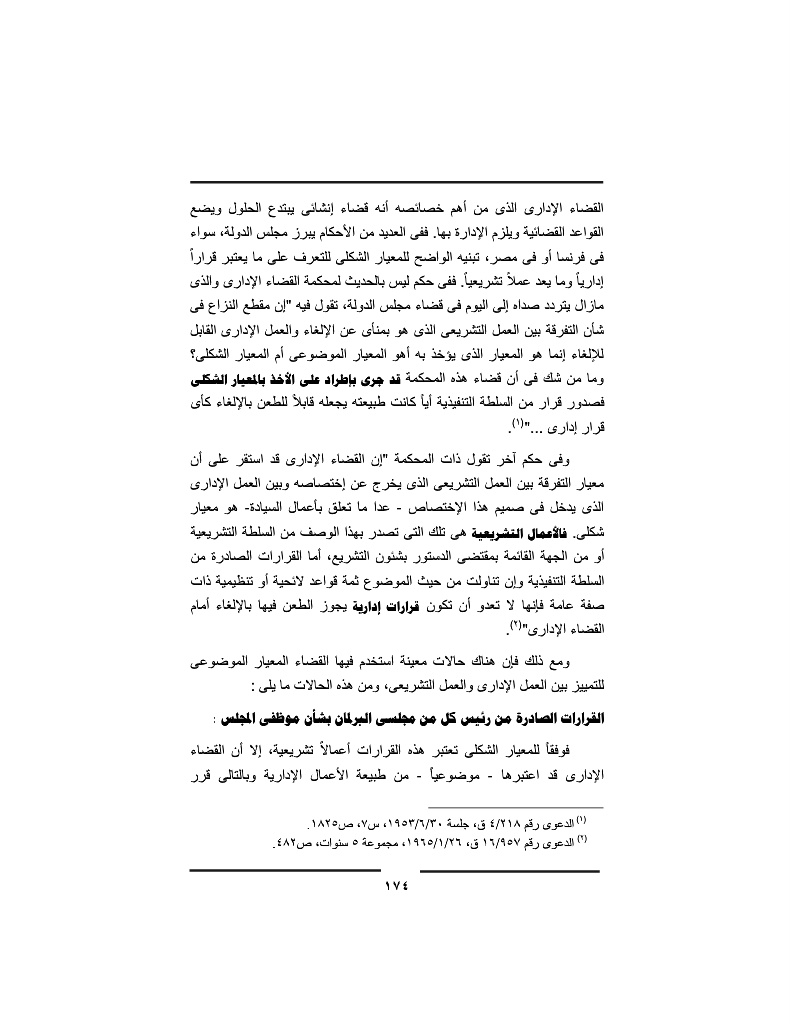 القضاء الإدارى الذى من أهم خصائصه أنه قضاء إنشائى يبتدع الحلول ويضع
القواعد القضائية ويلزم الإدارة بها. ففى العديد من الأحكام يبرز مجلس الدولة، سواء
فى فرنسا أو فى مصر، تبنيه الواضح للمعيار الشكلى للتعرف على ما يعتبر قراراً
إدارياً وما يعد عملاً تشريعياً. ففى حكم ليس بالحديث لمحكمة القضاء الإدارى والذى
مازال يتردد صداه إلى اليوم فى قضاء مجلس الدولة، تقول فيه "إن مقطع النزاع فى
شأن التفرقة بين العمل التشريعى الذى هو بمنأى عن الإلغاء والعمل الإدارى القابل
للإلغاء إنما هو المعيار الذى يؤخذ به أهو المعيار الموضوعى أم المعيار الشكلى؟
وما من شك فى أن قضاء هذه المحكمة قد جرى بإطراد على الأخذ بالمعيار الشكلى
فصدور قرار من السلطة التنفيذية أياً كانت طبيعته يجعله قابلاً للطعن بالإلغاء كأى
قرار إدارى ..."(١).
وفى حكم آخر تقول ذات المحكمة "إن القضاء الإدارى قد استقر على أن
معيار التفرقة بين العمل التشريعى الذى يخرج عن إختصاصه وبين العمل الإدارى
الذى يدخل فى صميم هذا الإختصاص - عدا ما تعلق بأعمال السيادة- هو معيار
شكلى. فالأعمال التشريعية هى تلك التى تصدر بهذا الوصف من السلطة التشريعية
أو من الجهة القائمة بمقتضى الدستور بشئون التشريع، أما القرارات الصادرة من
السلطة التنفيذية وإن تناولت من حيث الموضوع ثمة قواعد لائحية أو تنظيمية ذات
صفة عامة فإنها لا تعدو أن تكون قرارات إدارية يجوز الطعن فيها بالإلغاء أمام
القضاء الإدارى"(٢).
ومع ذلك فإن هناك حالات معينة استخدم فيها القضاء المعيار الموضوعى
للتمييز بين العمل الإدارى والعمل التشريعى، ومن هذه الحالات ما يلى :
القرارات الصادرة من رئيس كل من مجلسى البرلمان بشأن موظفى المجلس :
فوفقاً للمعيار الشكلى تعتبر هذه القرارات أعمالاً تشريعية، إلا أن القضاء
الإدارى قد اعتبرها - موضوعياً - من طبيعة الأعمال الإدارية وبالتالى قرر
(١) الدعوى رقم ٤/٢١٨ ق، جلسة ١٩٥٣/٦/٣٠، س٧، ص١٨٢٥.
(٢) الدعوى رقم ١٦/٩٥٧ ق، ١٩٦٥/١/٢٦، مجموعة ٥ سنوات، ص٤٨٢.
١٧٤